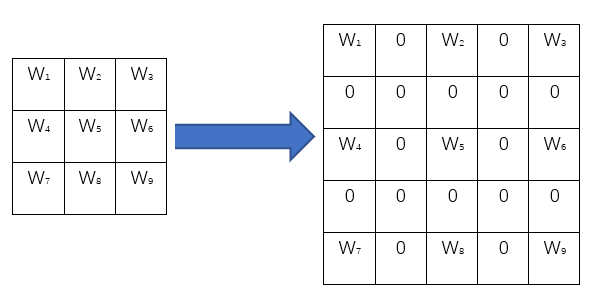 W₁ W₂ W₃
W₄ W₅ W₆
W₇ W₈ W₉
W₁ 0 W₂ 0 W₃
0 0 0 0 0
W₄ 0 W₅ 0 W₆
0 0 0 0 0
W₇ 0 W₈ 0 W₉